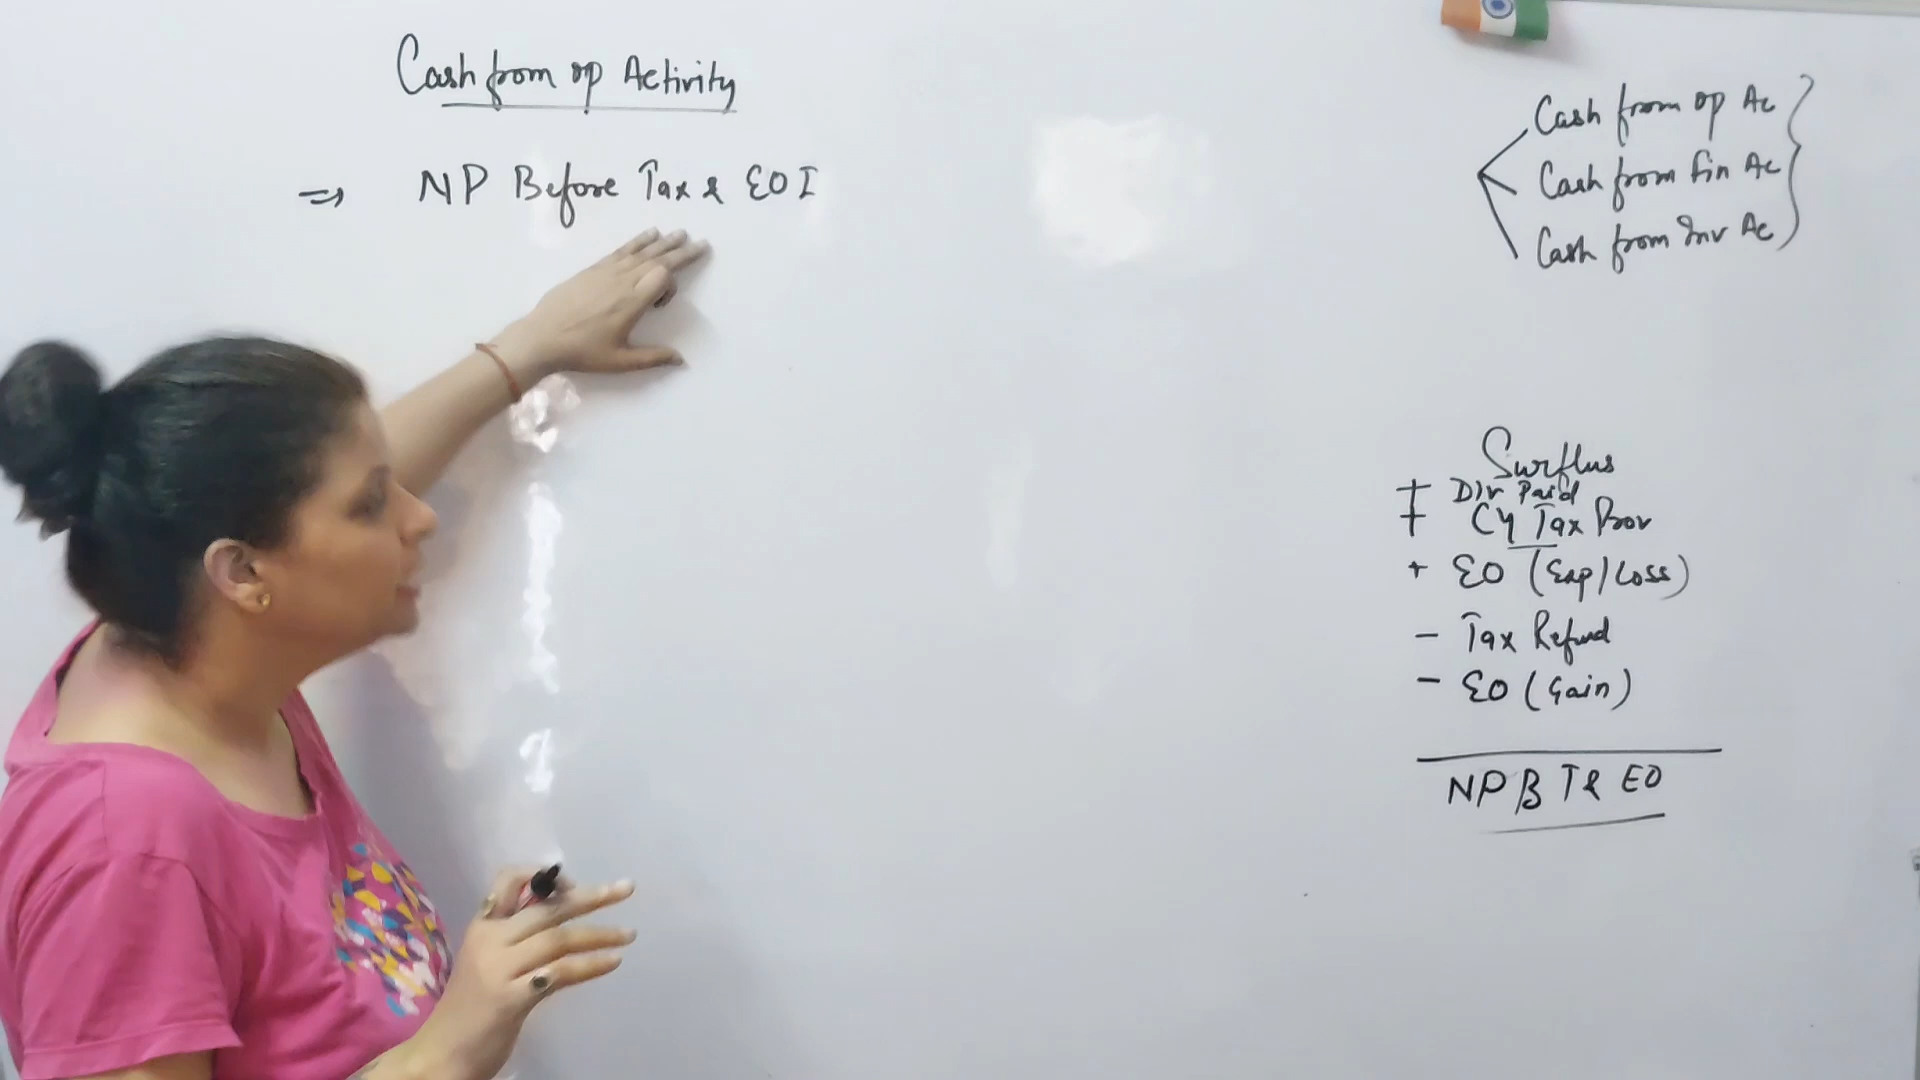 Cash from op Activity
⇒ NP Before Tax & EOI
Cash from op Ac
Cash from Fin Ac
Cash from Inv Ac
Surplus
+ Div Paid
+ CY Tax Prov
+ EO (Exp/Loss)
- Tax Refund
- EO (Gain)
NP B T & EO